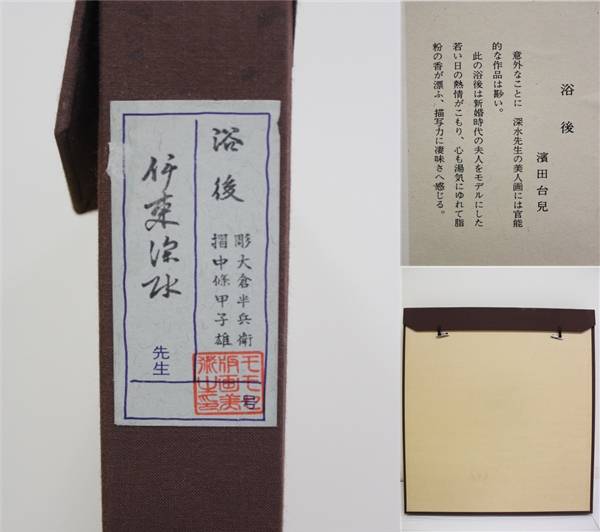 浴後
彫大倉半兵衛
摺中條甲子雄
号
伊東深水
先生
版画美
浴後
濱田台兒
意外なことに 深水先生の美人画には官能
的な作品は尠い。
此の浴後は新婚時代の夫人をモデルにした
若い日の熱情がこもり、心も湯気にゆれて脂
粉の香が漂ふ、描写力に凄味さへ感じる。